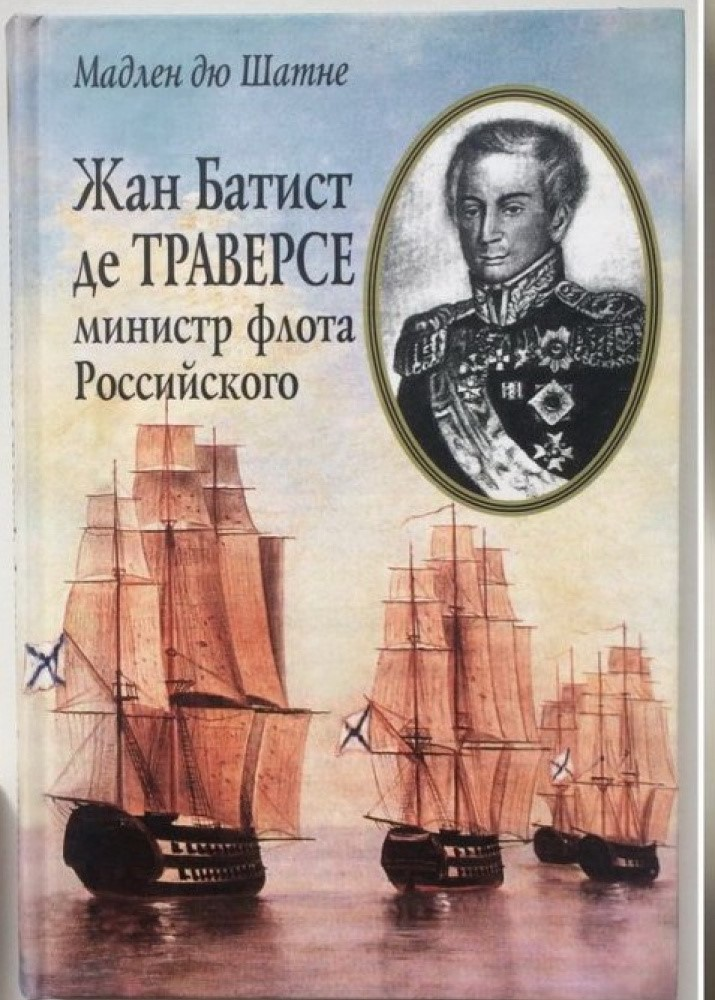 Мадлен дю Шатне
Жан Батист
де ТРАВЕРСЕ
министр флота
Российского